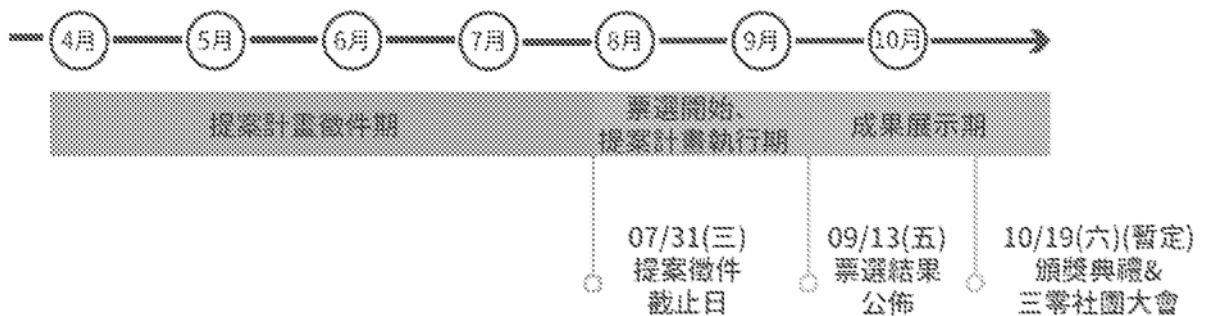 4月 5月 6月 7月 8月 9月 10月
提案計畫徵件期
票選開始、
提案計畫執行期
成果展示期
07/31(三)
提案徵件
截止日
09/13(五)
票選結果
公佈
10/19(六)(暫定)
頒獎典禮&
三零社團大會